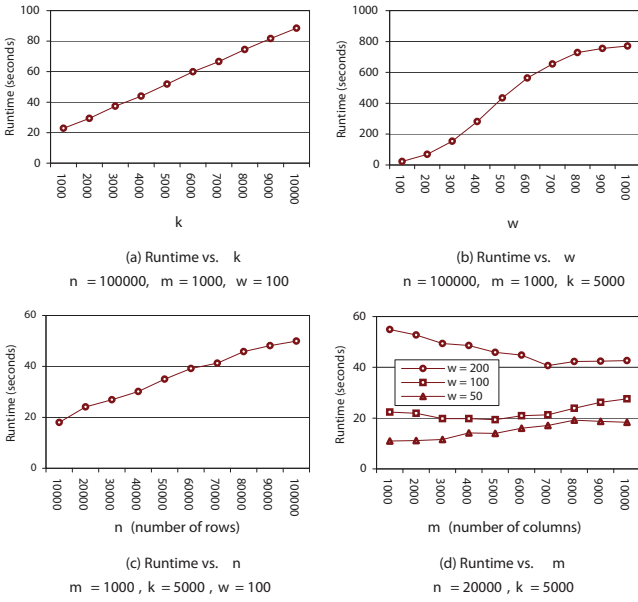 100
80
60
40
20
0
Runtime (seconds)
1000 2000 3000 4000 5000 6000 7000 8000 9000 10000
k
(a) Runtime vs. k
n = 100000, m = 1000, w = 100
1000
800
600
400
200
0
Runtime (seconds)
100 200 300 400 500 600 700 800 900 1000
w
(b) Runtime vs. w
n = 100000, m = 1000, k = 5000
60
40
20
0
Runtime (seconds)
10000 20000 30000 40000 50000 60000 70000 80000 90000 10000
n (number of rows)
(c) Runtime vs. n
m = 1000 , k = 5000 , w = 100
60
40
20
0
Runtime (seconds)
w = 200
w = 100
w = 50
1000 2000 3000 4000 5000 6000 7000 8000 9000 10000
m (number of columns)
(d) Runtime vs. m
n = 20000 , k = 5000